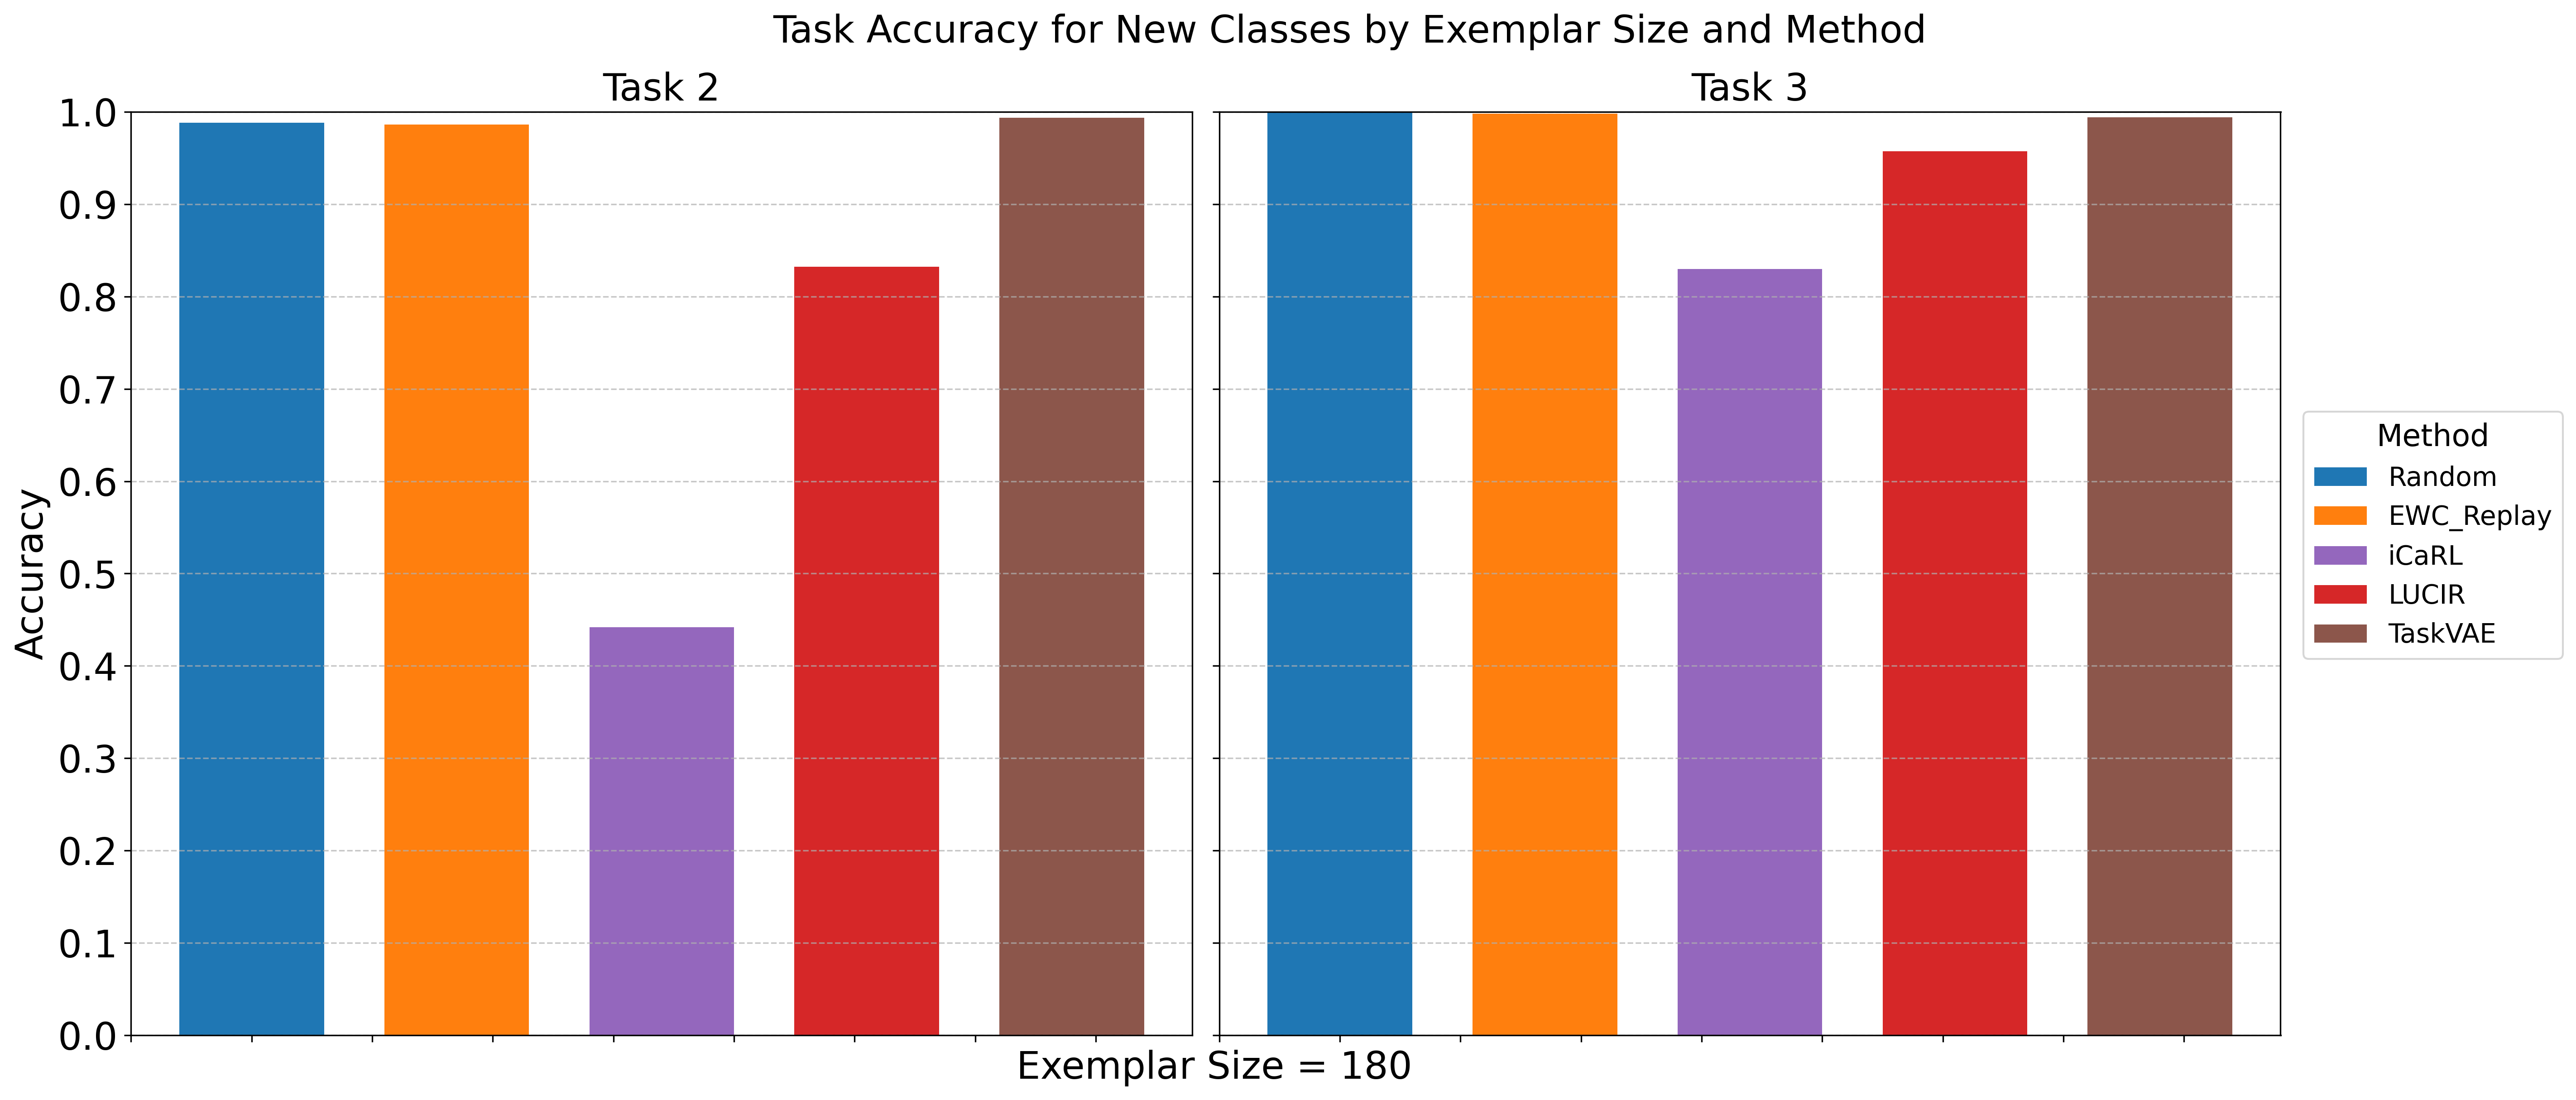 Task Accuracy for New Classes by Exemplar Size and Method
Task 2
Task 3
1.0
0.9
0.8
0.7
0.6
0.5
0.4
0.3
0.2
0.1
0.0
Accuracy
Exemplar Size = 180
Method
Random
EWC_Replay
iCaRL
LUCIR
TaskVAE